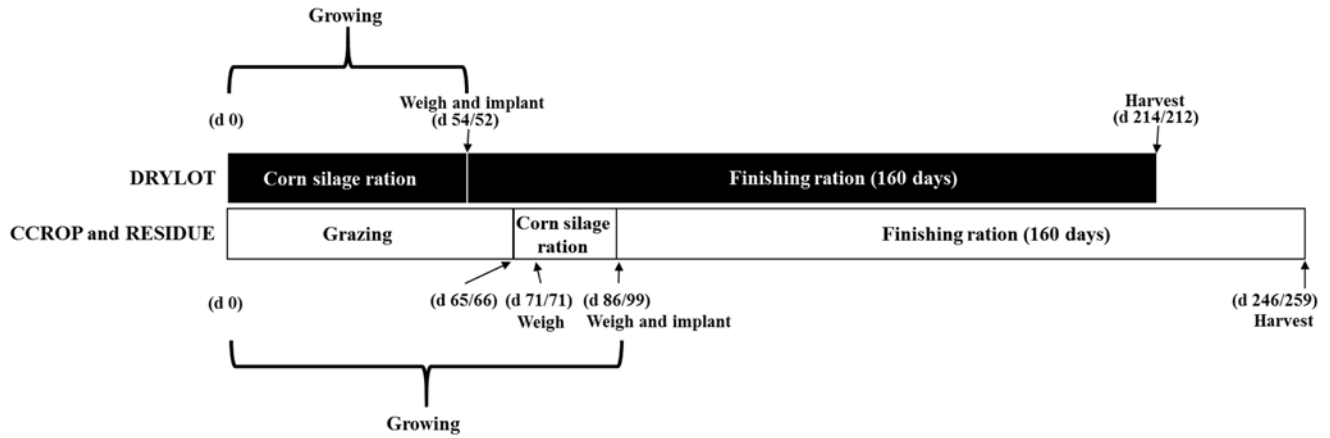 Growing
Weigh and implant
(d 0)
(d 54/52)
Harvest
(d 214/212)
DRYLOT
Corn silage ration
Finishing ration (160 days)
CCROP and RESIDUE
Grazing
Corn silage
ration
Finishing ration (160 days)
(d 0)
(d 65/66)
(d 71/71)
Weigh
(d 86/99)
Weigh and implant
(d 246/259)
Harvest
Growing